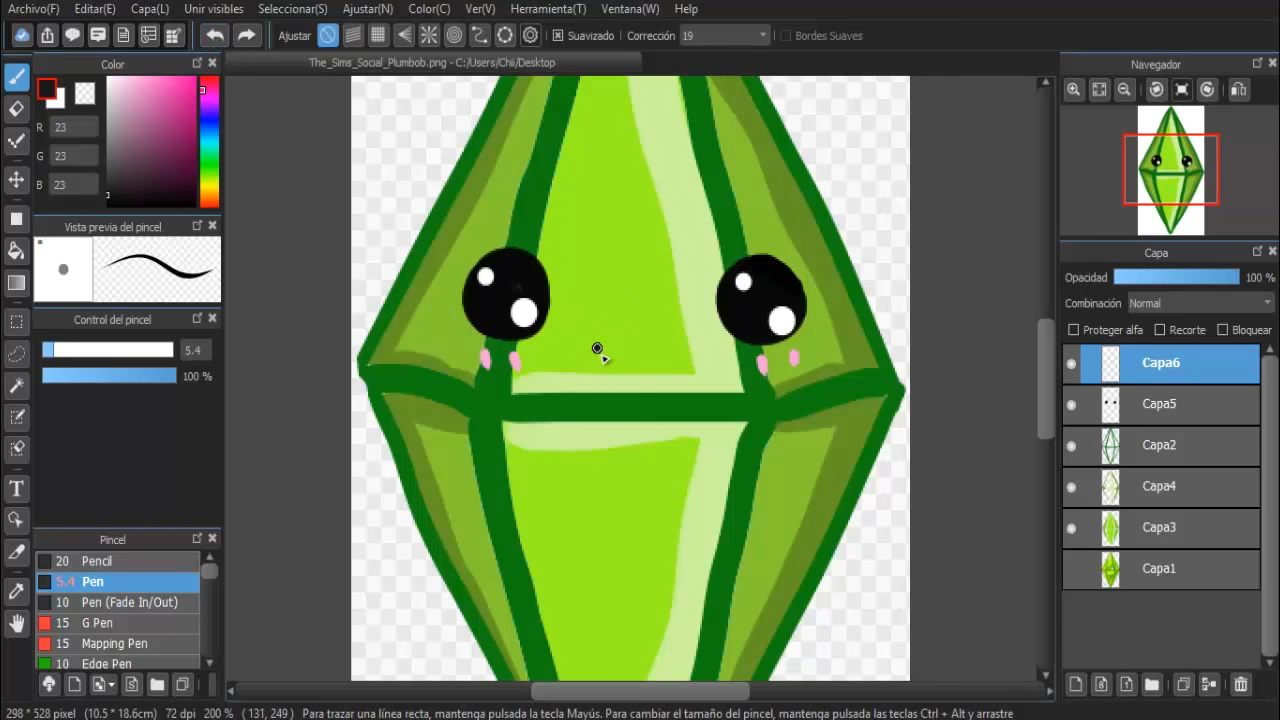 Archivo(F) Editar(E) Capa(L) Unir visibles Seleccionar(S) Ajustar(N) Color(C) Ver(V) Herramienta(T) Ventana(W) Help
Ajustar Suavizado Corrección 19 Bordes Suaves
The_Sims_Social_Plumbob.png - C:/Users/Chii/Desktop
Color
R 23
G 23
B 23
Vista previa del pincel
Control del pincel
5.4
100 %
Pincel
20 Pencil
5.4 Pen
10 Pen (Fade In/Out)
15 G Pen
15 Mapping Pen
10 Edge Pen
Navegador
Capa
Opacidad 100 %
Combinación Normal
Proteger alfa Recorte Bloquear
Capa6
Capa5
Capa2
Capa4
Capa3
Capa1
298 * 528 pixel (10.5 * 18.6cm) 72 dpi 200 % ( 131, 249 ) Para trazar una línea recta, mantenga pulsada la tecla Mayús. Para cambiar el tamaño del pincel, mantenga pulsadas las teclas Ctrl + Alt y arrastre